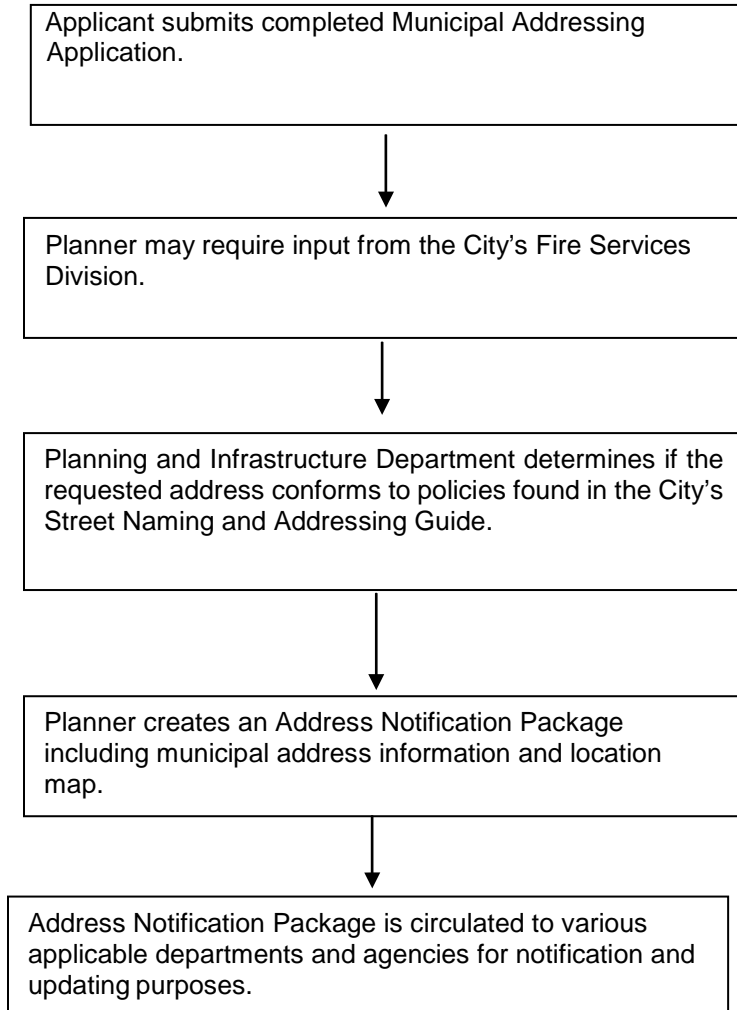 Applicant submits completed Municipal Addressing
Application.
Planner may require input from the City’s Fire Services
Division.
Planning and Infrastructure Department determines if the
requested address conforms to policies found in the City’s
Street Naming and Addressing Guide.
Planner creates an Address Notification Package
including municipal address information and location
map.
Address Notification Package is circulated to various
applicable departments and agencies for notification and
updating purposes.